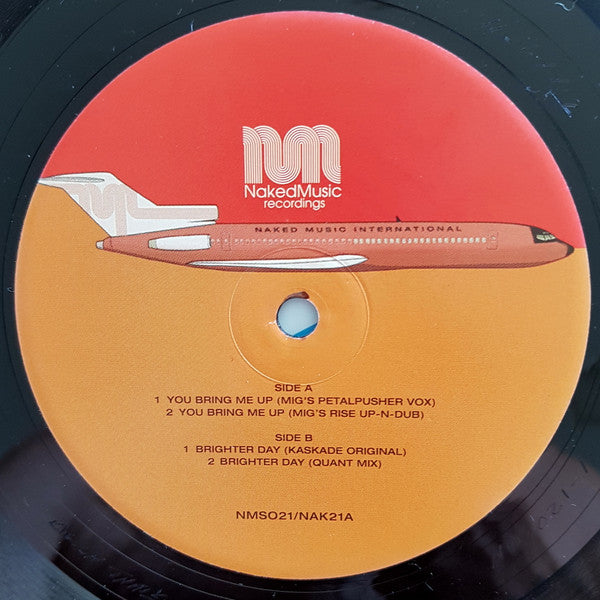 NakedMusic
recordings
NAKED MUSIC INTERNATIONAL
SIDE A
1 YOU BRING ME UP (MIG'S PETALPUSHER VOX)
2 YOU BRING ME UP (MIG'S RISE UP-N-DUB)
SIDE B
1 BRIGHTER DAY (KASKADE ORIGINAL)
2 BRIGHTER DAY (QUANT MIX)
NMSO21/NAK21A